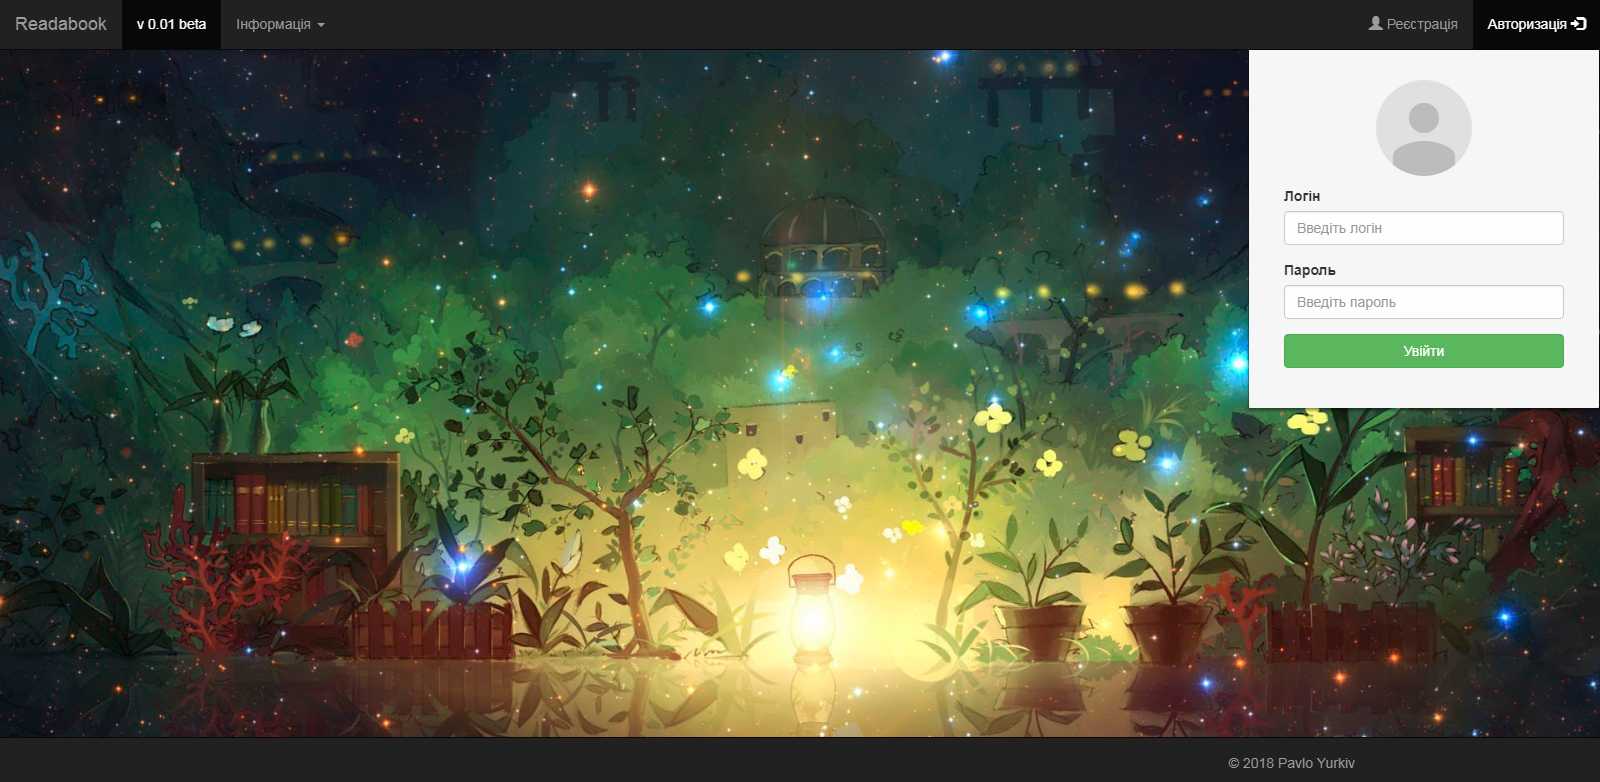 Readabook v 0.01 beta Інформація Реєстрація Авторизація
Логін
Введіть логін
Пароль
Введіть пароль
Увійти
© 2018 Pavlo Yurkiv